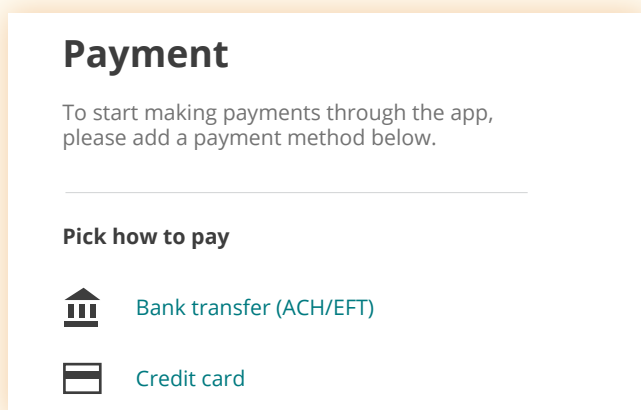 Payment
To start making payments through the app,
please add a payment method below.
Pick how to pay
Bank transfer (ACH/EFT)
Credit card